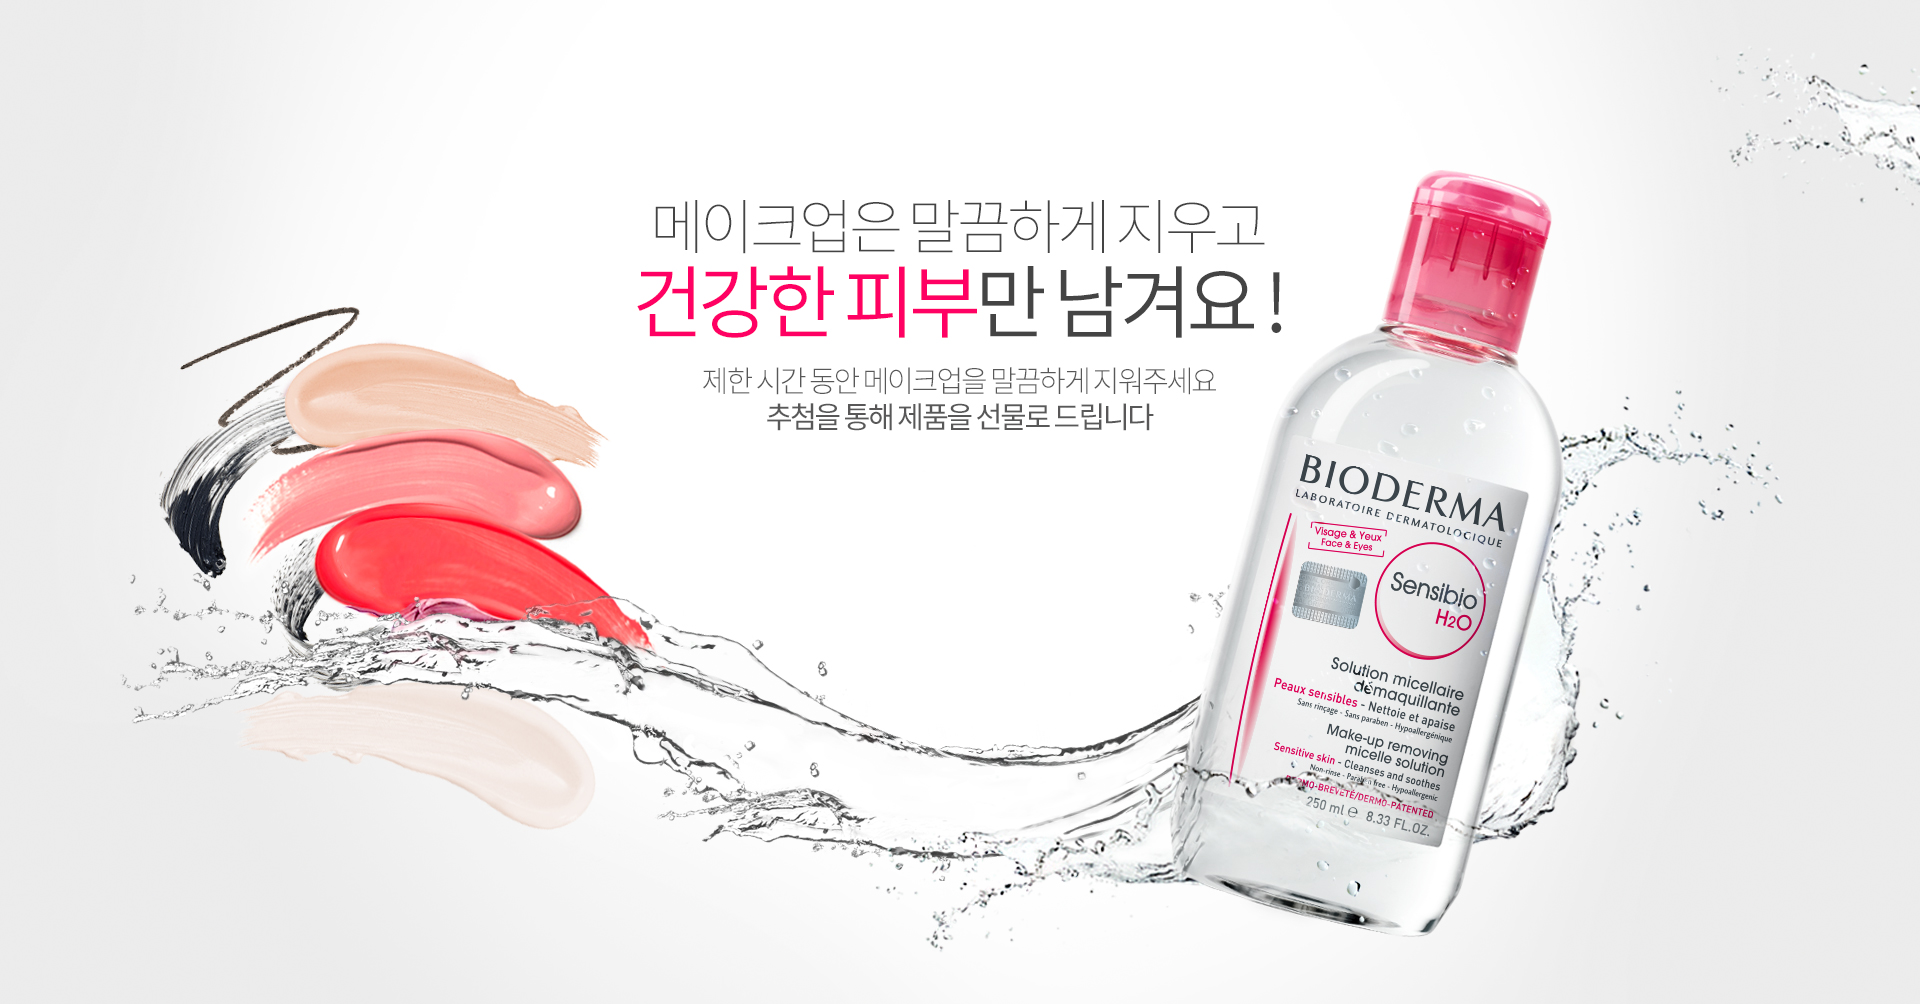 메이크업은 말끔하게 지우고
건강한 피부만 남겨요!
제한 시간 동안 메이크업을 말끔하게 지워주세요
추첨을 통해 제품을 선물로 드립니다
BIODERMA
LABORATOIRE DERMATOLOGIQUE
Visage & Yeux
Face & Eyes
BIODERMA
Sensibio
H2O
Solution micellaire
démaquillante
Peaux sensibles - Nettoie et apaise
Sans rinçage - Sans paraben - Hypoallergénique
Make-up removing
micelle solution
Sensitive skin - Cleanses and soothes
Non-rinse - Paraben free - Hypoallergenic
DERMO-BREVETÉ/DERMO-PATENTED
250 ml e 8.33 FL.OZ.